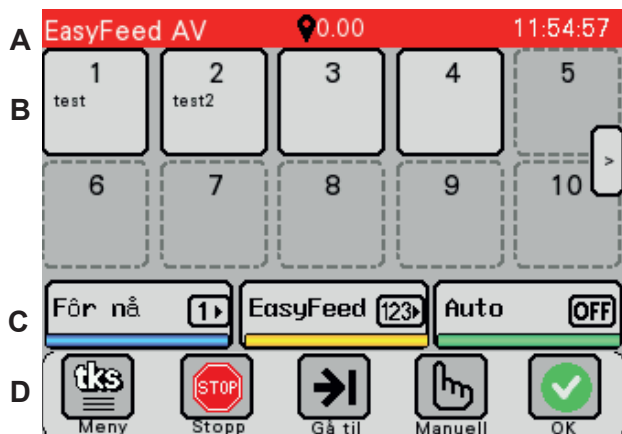 A
EasyFeed AV 0.00 11:54:57
B
1 2 3 4 5
test test2
>
6 7 8 9 10
C
Fôr nå 1 EasyFeed 123 Auto OFF
D
tks STOP
Meny Stopp Gå til Manuell OK